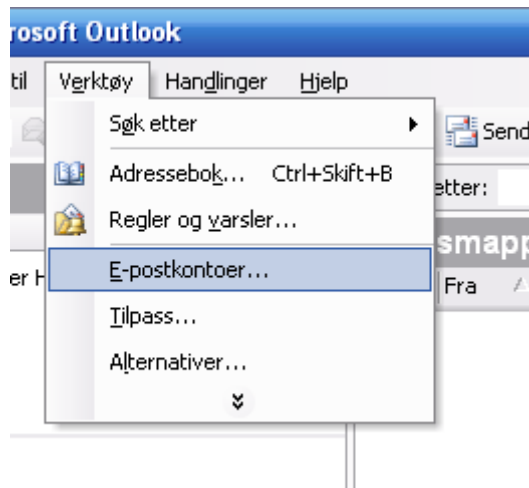 rosoft Outlook
til Verktøy Handlinger Hjelp
Søk etter
Send
Adressebok... Ctrl+Skift+B
etter:
Regler og varsler...
smapp
E-postkontoer...
er H
Fra
Tilpass...
Alternativer...